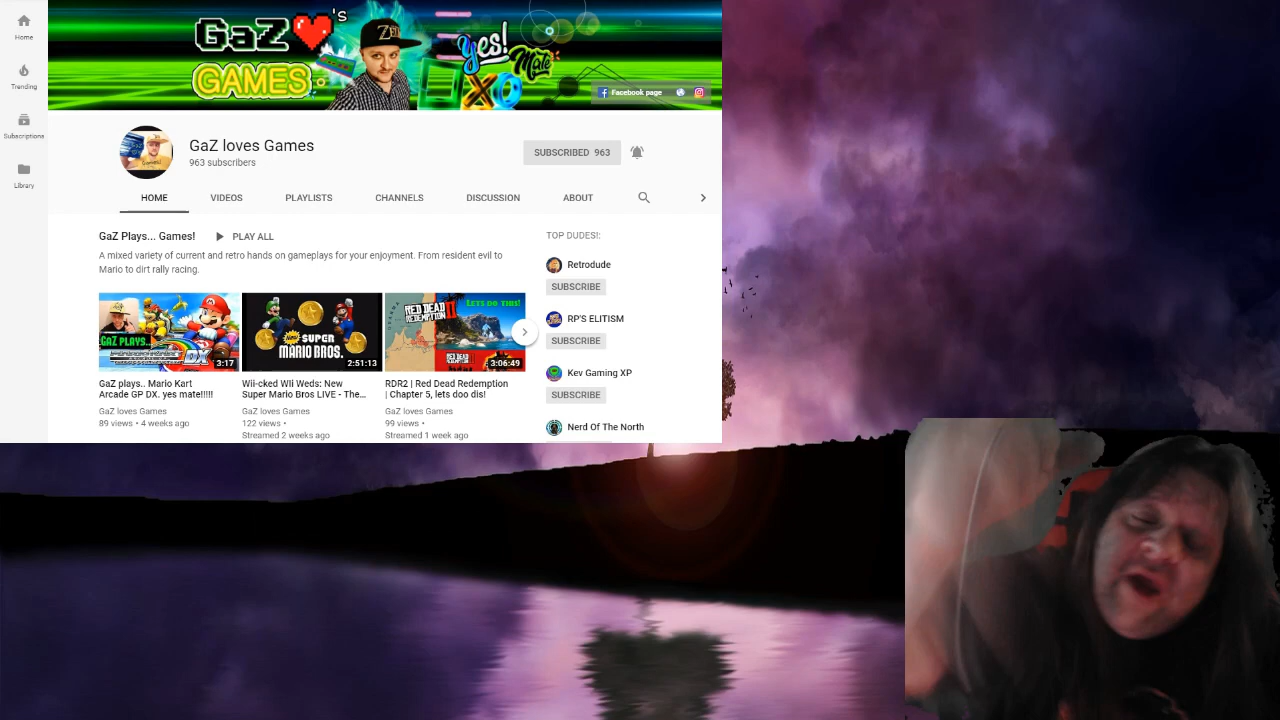 Home
Trending
Subscriptions
Library
GaZ 's
GAMES
Yes!
Mate
Facebook page
GaZ loves Games
963 subscribers
SUBSCRIBED 963
HOME VIDEOS PLAYLISTS CHANNELS DISCUSSION ABOUT
GaZ Plays... Games! PLAY ALL
A mixed variety of current and retro hands on gameplays for your enjoyment. From resident evil to
Mario to dirt rally racing.
GAZ PLAYS...
DX
3:17
NEW
SUPER
MARIO BROS.
2:51:13
RED DEAD
REDEMPTION
II
LETS DO THIS!
3:06:49
GaZ plays.. Mario Kart
Arcade GP DX. yes mate!!!!!
GaZ loves Games
89 views • 4 weeks ago
Wii-cked WIi Weds: New
Super Mario Bros LIVE - The...
GaZ loves Games
122 views •
Streamed 2 weeks ago
RDR2 | Red Dead Redemption
| Chapter 5, lets doo dis!
GaZ loves Games
99 views •
Streamed 1 week ago
TOP DUDES!:
Retrodude
SUBSCRIBE
RP'S ELITISM
SUBSCRIBE
Kev Gaming XP
SUBSCRIBE
Nerd Of The North